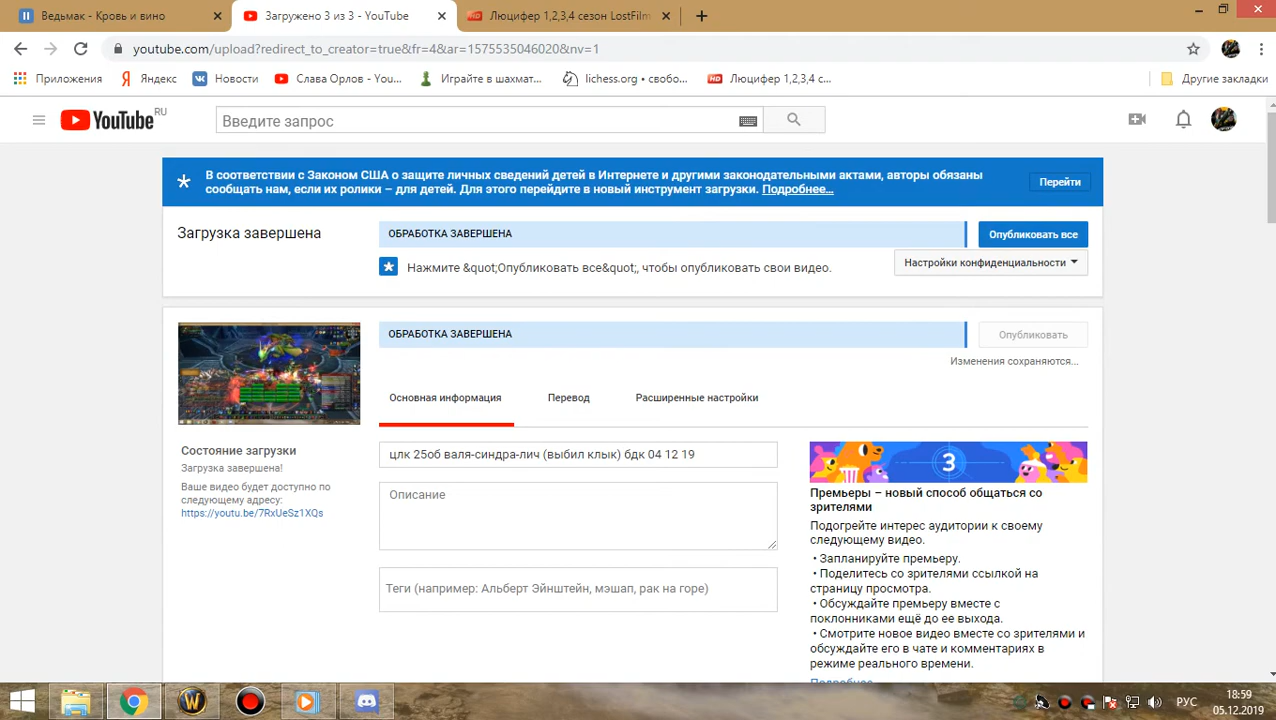 Ведьмак - Кровь и вино
Загружено 3 из 3 - YouTube
Люцифер 1,2,3,4 сезон LostFilm
youtube.com/upload?redirect_to_creator=true&fr=4&ar=1575535046020&nv=1
Приложения
Яндекс
Новости
Слава Орлов - You...
Играйте в шахмат...
lichess.org • свобо...
HD
Люцифер 1,2,3,4 с...
Другие закладки
YouTube
RU
Введите запрос
В соответствии с Законом США о защите личных сведений детей в Интернете и другими законодательными актами, авторы обязаны
сообщать нам, если их ролики – для детей. Для этого перейдите в новый инструмент загрузки. Подробнее...
Перейти
Загрузка завершена
ОБРАБОТКА ЗАВЕРШЕНА
Опубликовать все
Нажмите &quot;Опубликовать все&quot;, чтобы опубликовать свои видео.
Настройки конфиденциальности
ОБРАБОТКА ЗАВЕРШЕНА
Опубликовать
Изменения сохраняются...
Основная информация
Перевод
Расширенные настройки
Состояние загрузки
Загрузка завершена!
Ваше видео будет доступно по
следующему адресу:
https://youtu.be/7RxUeSz1XQs
цлк 25об валя-синдра-лич (выбил клык) бдк 04 12 19
Описание
Теги (например: Альберт Эйнштейн, мэшап, рак на горе)
3
Премьеры – новый способ общаться со
зрителями
Подогрейте интерес аудитории к своему
следующему видео.
• Запланируйте премьеру.
• Поделитесь со зрителями ссылкой на
страницу просмотра.
• Обсуждайте премьеру вместе с
поклонниками ещё до ее выхода.
• Смотрите новое видео вместе со зрителями и
обсуждайте его в чате и комментариях в
режиме реального времени.
Подробнее
РУС
18:59
05.12.2019